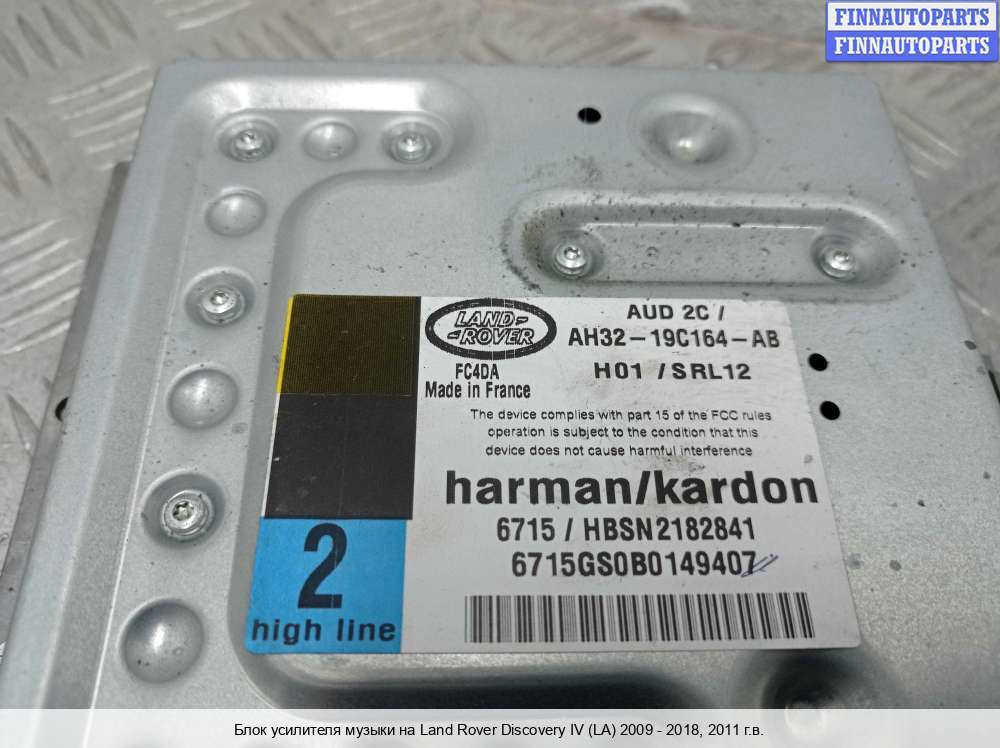 FINNAUTOPARTS
FINNAUTOPARTS
LAND-
-ROVER
AUD 2C /
AH32-19C164-AB
FC4DA
H01 / SRL12
Made in France
The device complies with part 15 of the FCC rules
operation is subject to the condition that this
device does not cause harmful interference
harman/kardon
6715 / HBSN2182841
6715GS0B0149407
2
high line
Блок усилителя музыки на Land Rover Discovery IV (LA) 2009 - 2018, 2011 г.в.